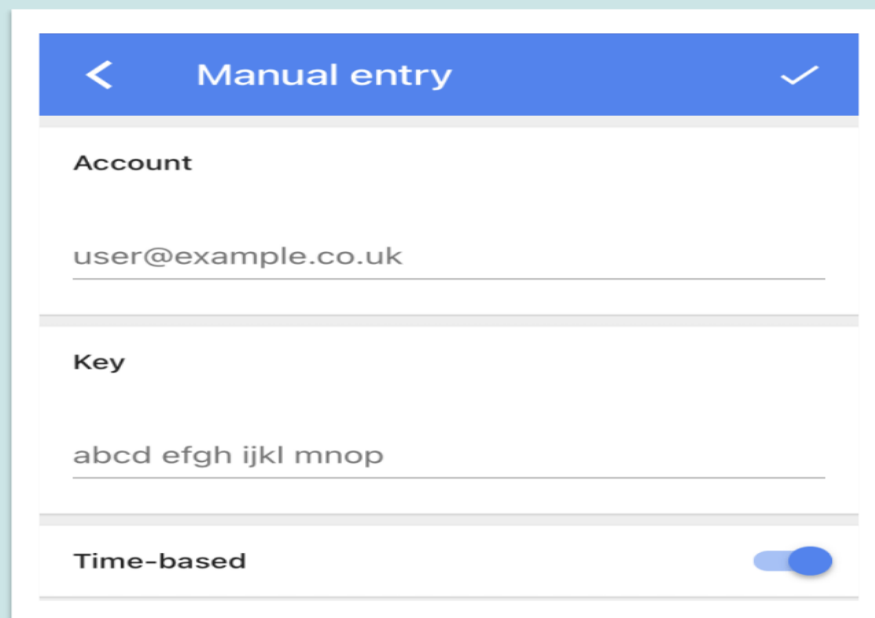 Manual entry
Account
user@example.co.uk
Key
abcd efgh ijkl mnop
Time-based